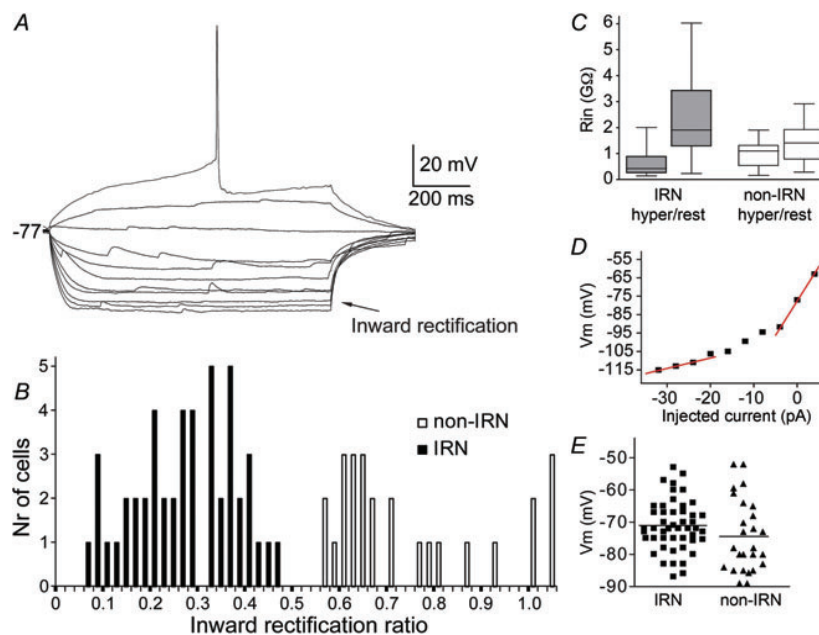 A
-77
20 mV
200 ms
Inward rectification
B
Nr of cells
5
4
3
2
1
0
non-IRN
IRN
0 0.1 0.2 0.3 0.4 0.5 0.6 0.7 0.8 0.9 1.0
Inward rectification ratio
C
Rin (GΩ)
6
5
4
3
2
1
0
IRN non-IRN
hyper/rest hyper/rest
D
Vm (mV)
-55
-65
-75
-85
-95
-105
-115
-30 -20 -10 0
Injected current (pA)
E
Vm (mV)
-50
-60
-70
-80
-90
IRN non-IRN